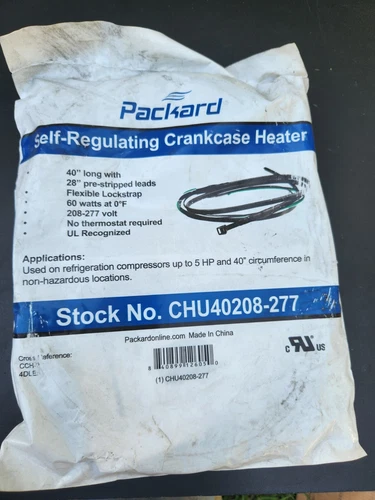 Packard
Self-Regulating Crankcase Heater
• 40" long with
• 28" pre-stripped leads
• Flexible Lockstrap
• 60 watts at 0°F
• 208-277 volt
• No thermostat required
• UL Recognized
Applications:
Used on refrigeration compressors up to 5 HP and 40" circumference in
non-hazardous locations.
Stock No. CHU40208-277
Packardonline.com Made In China
(1) CHU40208-277
C RU US